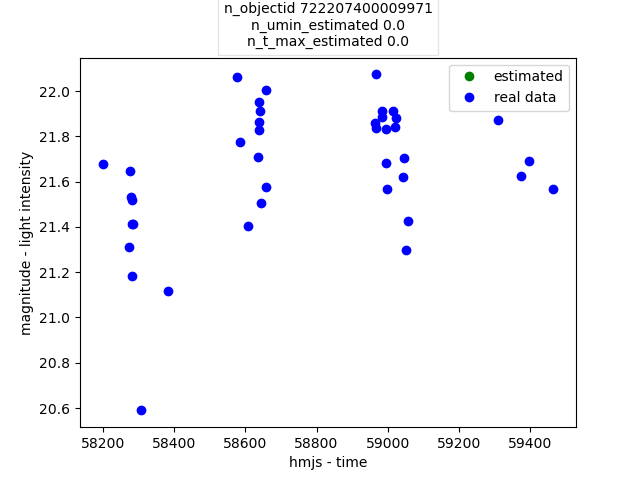 n_objectid 722207400009971
n_umin_estimated 0.0
n_t_max_estimated 0.0
estimated
real data
22.0
21.8
21.6
21.4
21.2
21.0
20.8
20.6
magnitude - light intensity
58200 58400 58600 58800 59000 59200 59400
hmjs - time